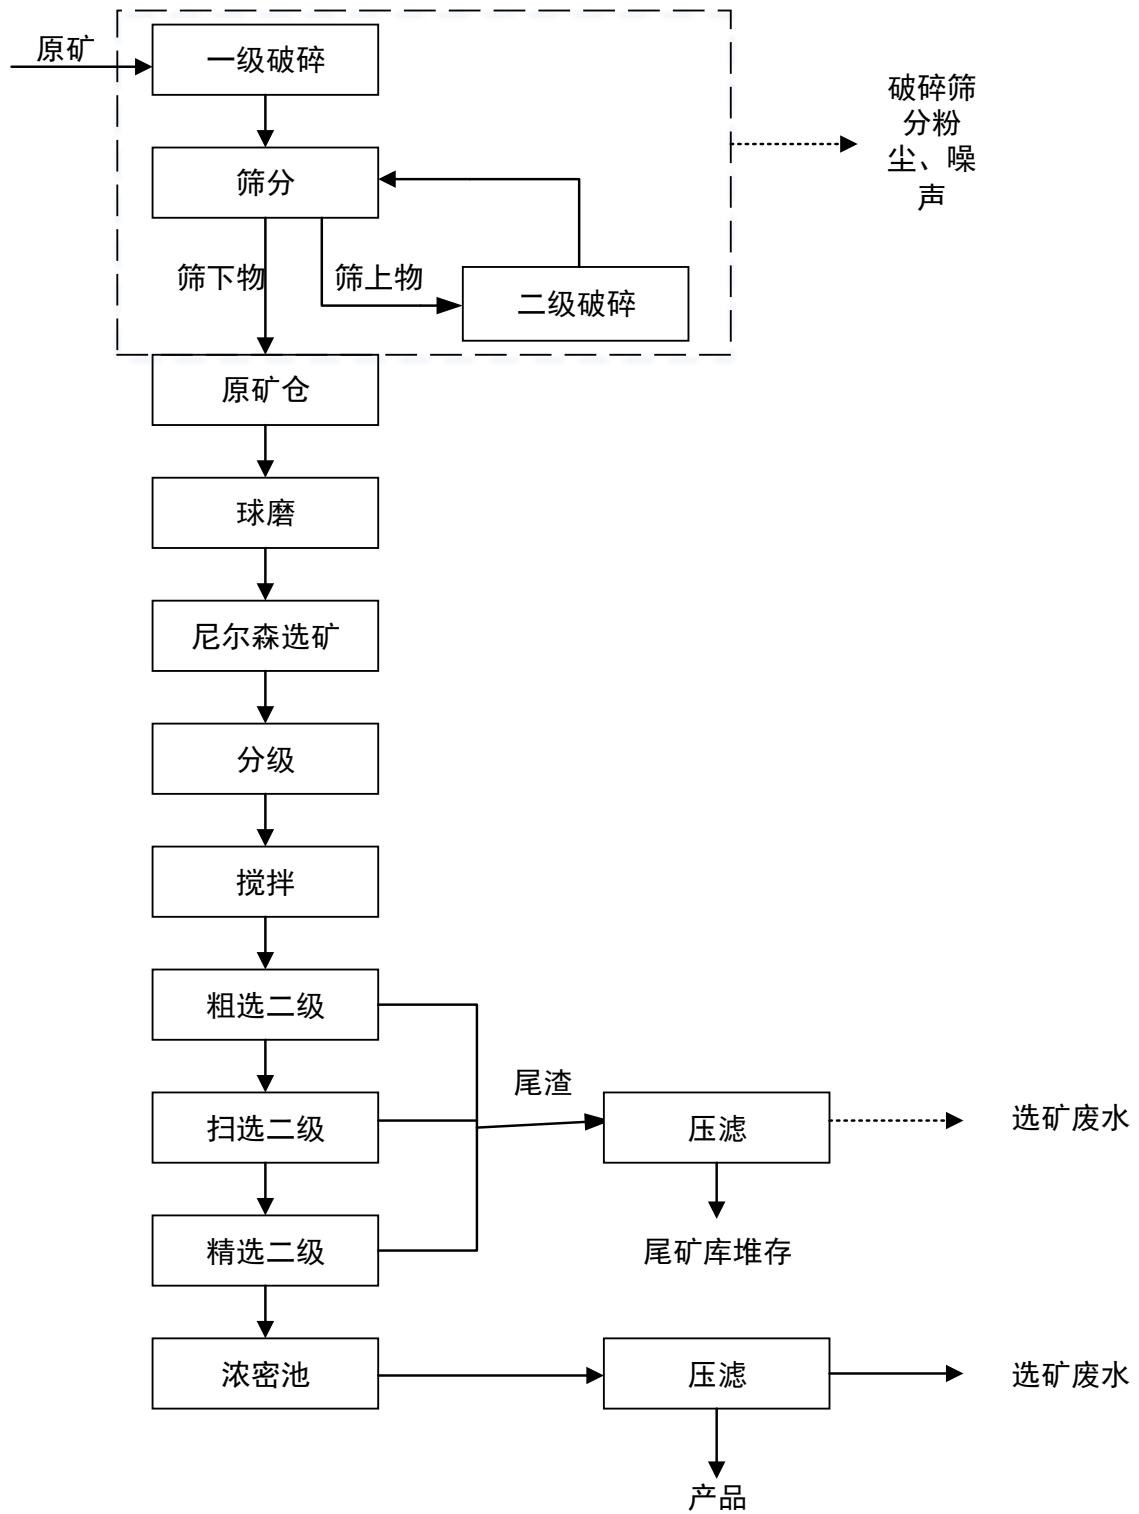 原矿
一级破碎
破碎筛
分粉
尘、噪
声
筛分
筛下物
筛上物
二级破碎
原矿仓
球磨
尼尔森选矿
分级
搅拌
粗选二级
尾渣
扫选二级
压滤
选矿废水
精选二级
尾矿库堆存
浓密池
压滤
选矿废水
产品